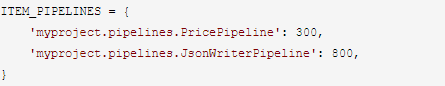 ITEM_PIPELINES = {
    'myproject.pipelines.PricePipeline': 300,
    'myproject.pipelines.JsonWriterPipeline': 800,
}